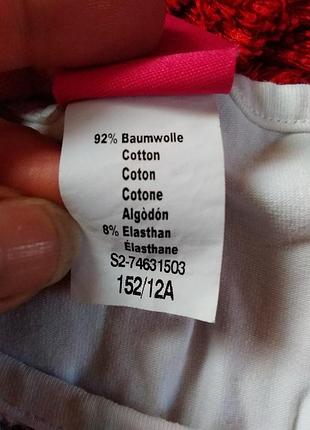 92% Baumwolle
Cotton
Coton
Cotone
Algòdón
8% Elasthan
Élasthane
S2-74631503
152/12A